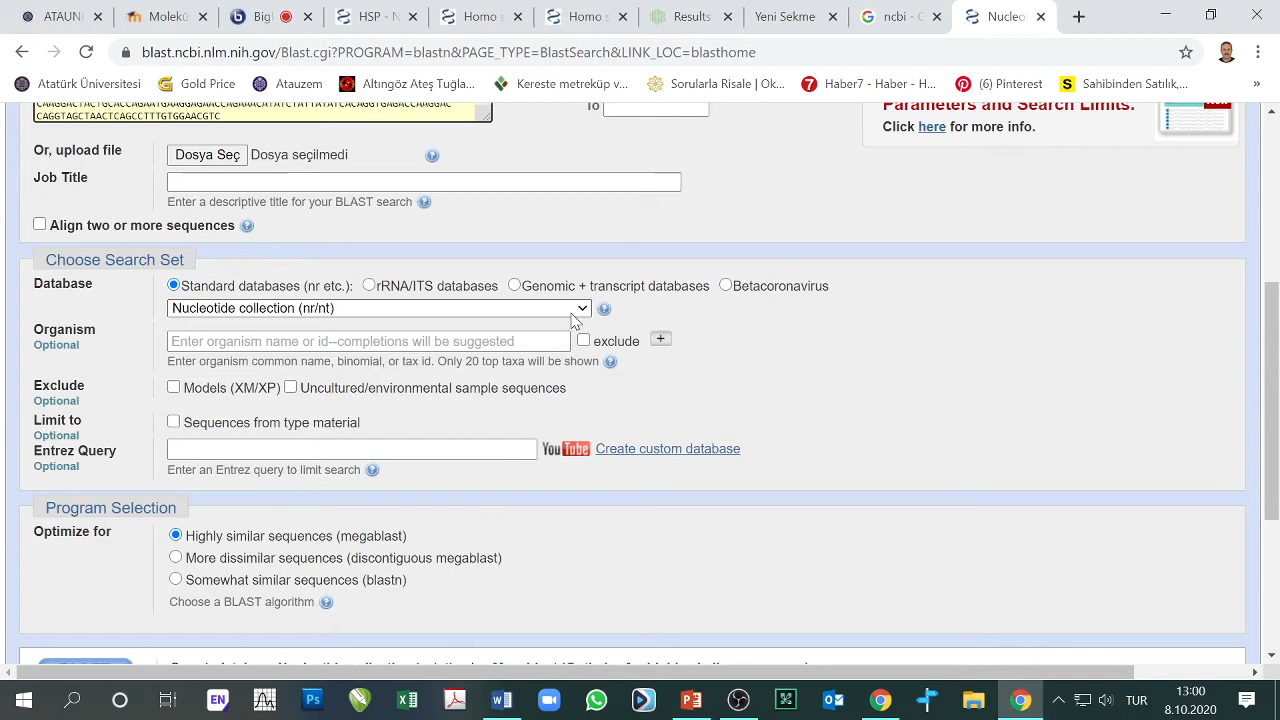 ATAUNI
Molekü
Bigl
HSP - N
Homo s
Homo s
Results
Yeni Sekme
ncbi - G
Nucleot
blast.ncbi.nlm.nih.gov/Blast.cgi?PROGRAM=blastn&PAGE_TYPE=BlastSearch&LINK_LOC=blasthome
Atatürk Üniversitesi
Gold Price
Atauzem
Altıngöz Ateş Tuğla...
Kereste metreküp v...
Sorularla Risale | Ok...
Haber7 - Haber - H...
(6) Pinterest
Sahibinden Satılık,...
»
To
Parameters and Search Limits.
CAGGTAGCTAACTCAGCCTTTGTGGAACGTC
Click here for more info.
Or, upload file
Dosya Seç Dosya seçilmedi
Job Title
Enter a descriptive title for your BLAST search
Align two or more sequences
Choose Search Set
Database
Standard databases (nr etc.): rRNA/ITS databases Genomic + transcript databases Betacoronavirus
Nucleotide collection (nr/nt)
Organism
Optional
Enter organism name or id--completions will be suggested
exclude
+
Enter organism common name, binomial, or tax id. Only 20 top taxa will be shown
Exclude
Optional
Models (XM/XP) Uncultured/environmental sample sequences
Limit to
Optional
Sequences from type material
Entrez Query
Optional
YouTube Create custom database
Enter an Entrez query to limit search
Program Selection
Optimize for
Highly similar sequences (megablast)
More dissimilar sequences (discontiguous megablast)
Somewhat similar sequences (blastn)
Choose a BLAST algorithm
EN
TUR
13:00
8.10.2020